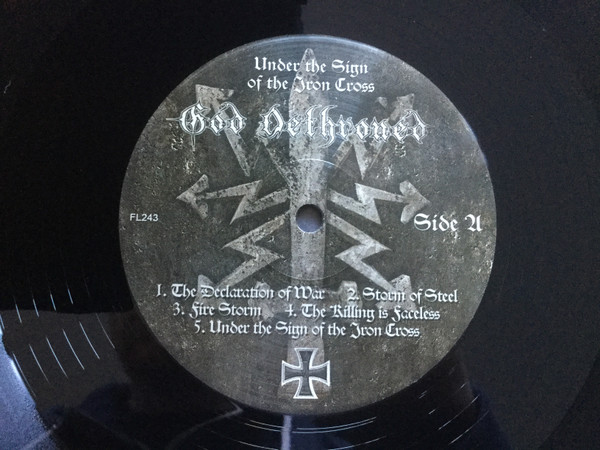 Under the Sign
of the Iron Cross
God Dethroned
FL243
Side A
1. The Declaration of War 2. Storm of Steel
3. Fire Storm 4. The Killing is Faceless
5. Under the Sign of the Iron Cross